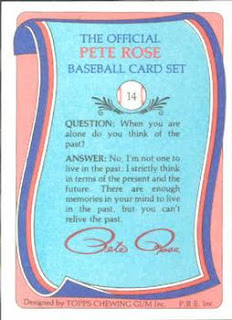 THE OFFICIAL
PETE ROSE
BASEBALL CARD SET
14
QUESTION: When you are
alone do you think of the
past?
ANSWER: No, I'm not one to
live in the past. I strictly think
in terms of the present and the
future. There are enough
memories in your mind to live
in the past, but you can't
relive the past.
Pete Rose
Designed by TOPPS CHEWING GUM Inc. P.R.E. Inc.